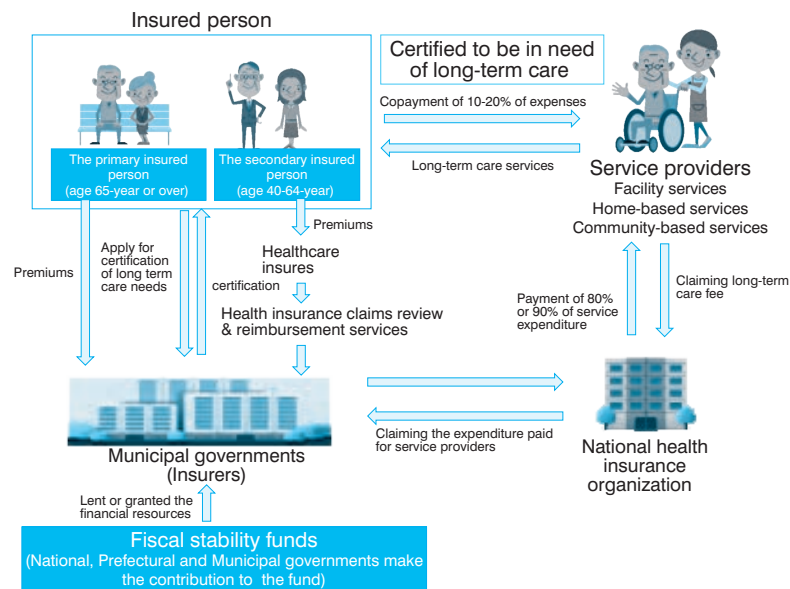 Insured person
Certified to be in need
of long-term care
Copayment of 10-20% of expenses
Long-term care services
The primary insured
person
(age 65-year or over)
The secondary insured
person
(age 40-64-year)
Service providers
Facility services
Home-based services
Community-based services
Premiums
Apply for
certification
of long term
care needs
certification
Premiums
Healthcare
insures
Health insurance claims review
& reimbursement services
Payment of 80%
or 90% of service
expenditure
Claiming long-term
care fee
Municipal governments
(Insurers)
Claiming the expenditure paid
for service providers
National health
insurance
organization
Lent or granted the
financial resources
Fiscal stability funds
(National, Prefectural and Municipal governments make
the contribution to the fund)